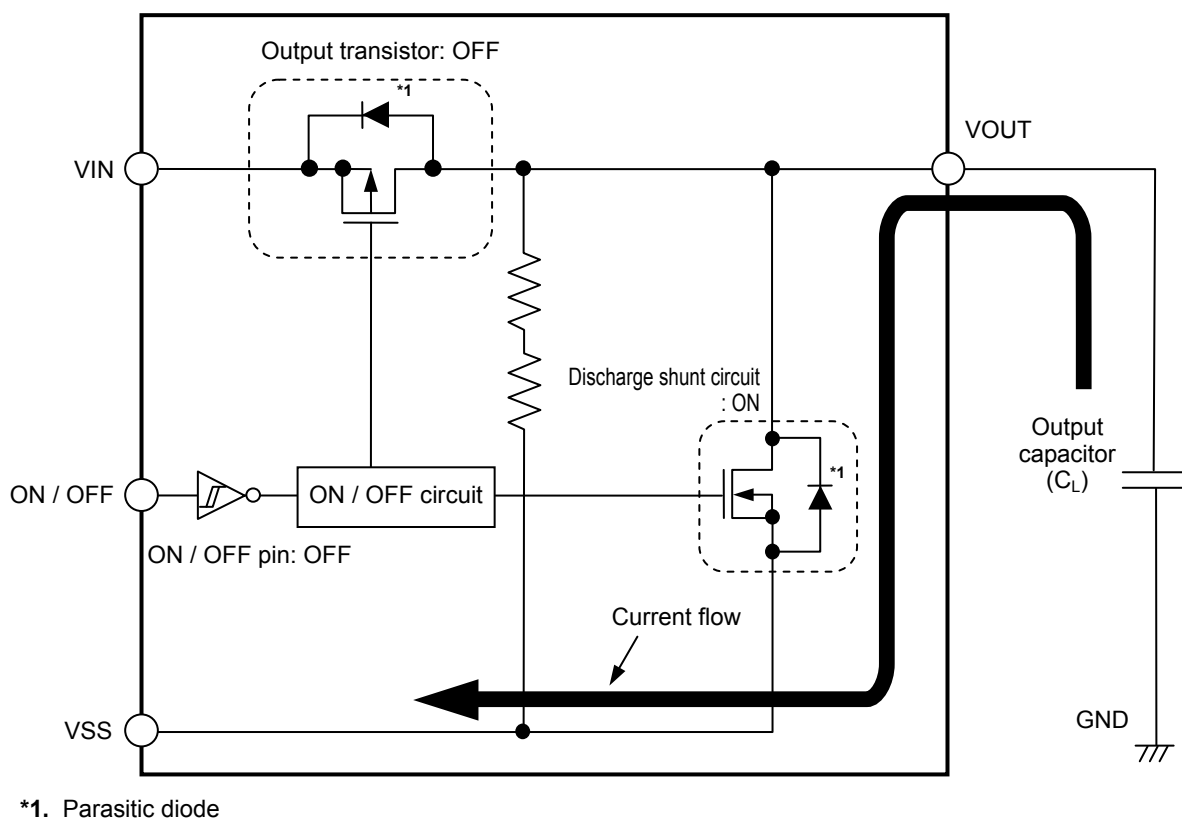 Output transistor: OFF
*1
VIN
VOUT
Discharge shunt circuit
: ON
*1
Output
capacitor
(CL)
ON / OFF
ON / OFF circuit
ON / OFF pin: OFF
Current flow
VSS
GND
*1. Parasitic diode